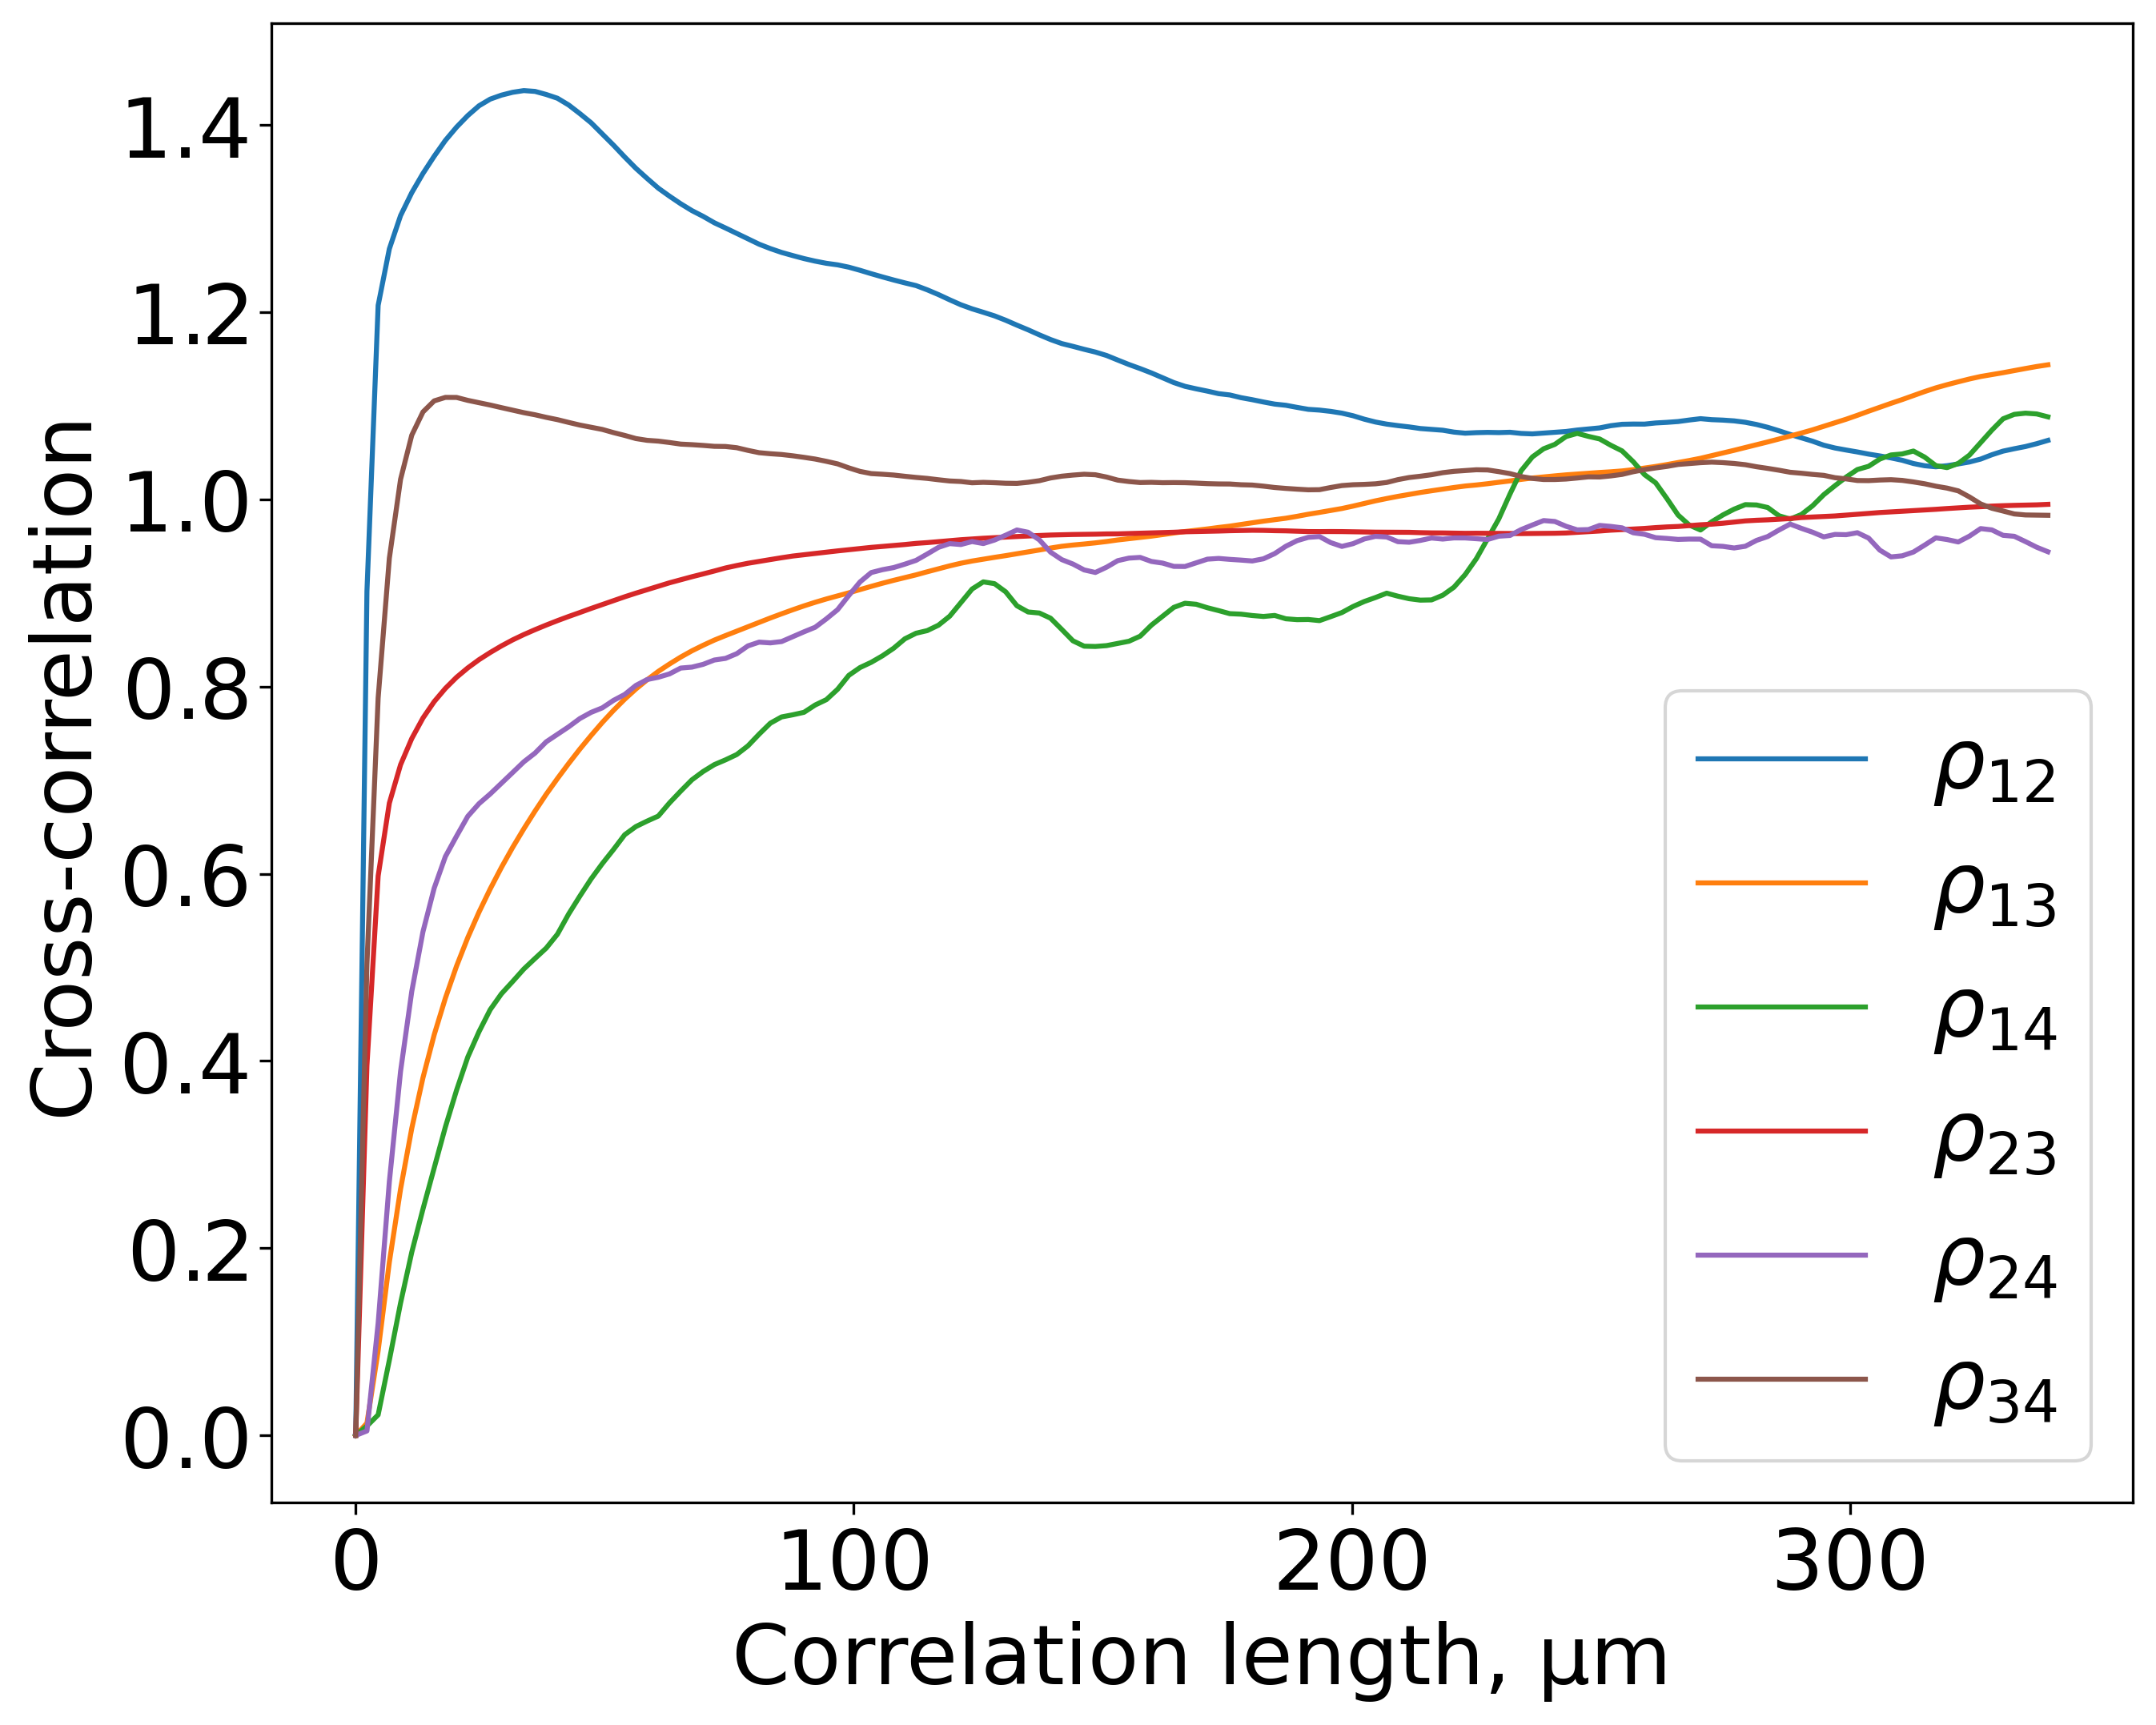 Cross-correlation
1.4
1.2
1.0
0.8
0.6
0.4
0.2
0.0
0 100 200 300
Correlation length, µm
ρ12
ρ13
ρ14
ρ23
ρ24
ρ34